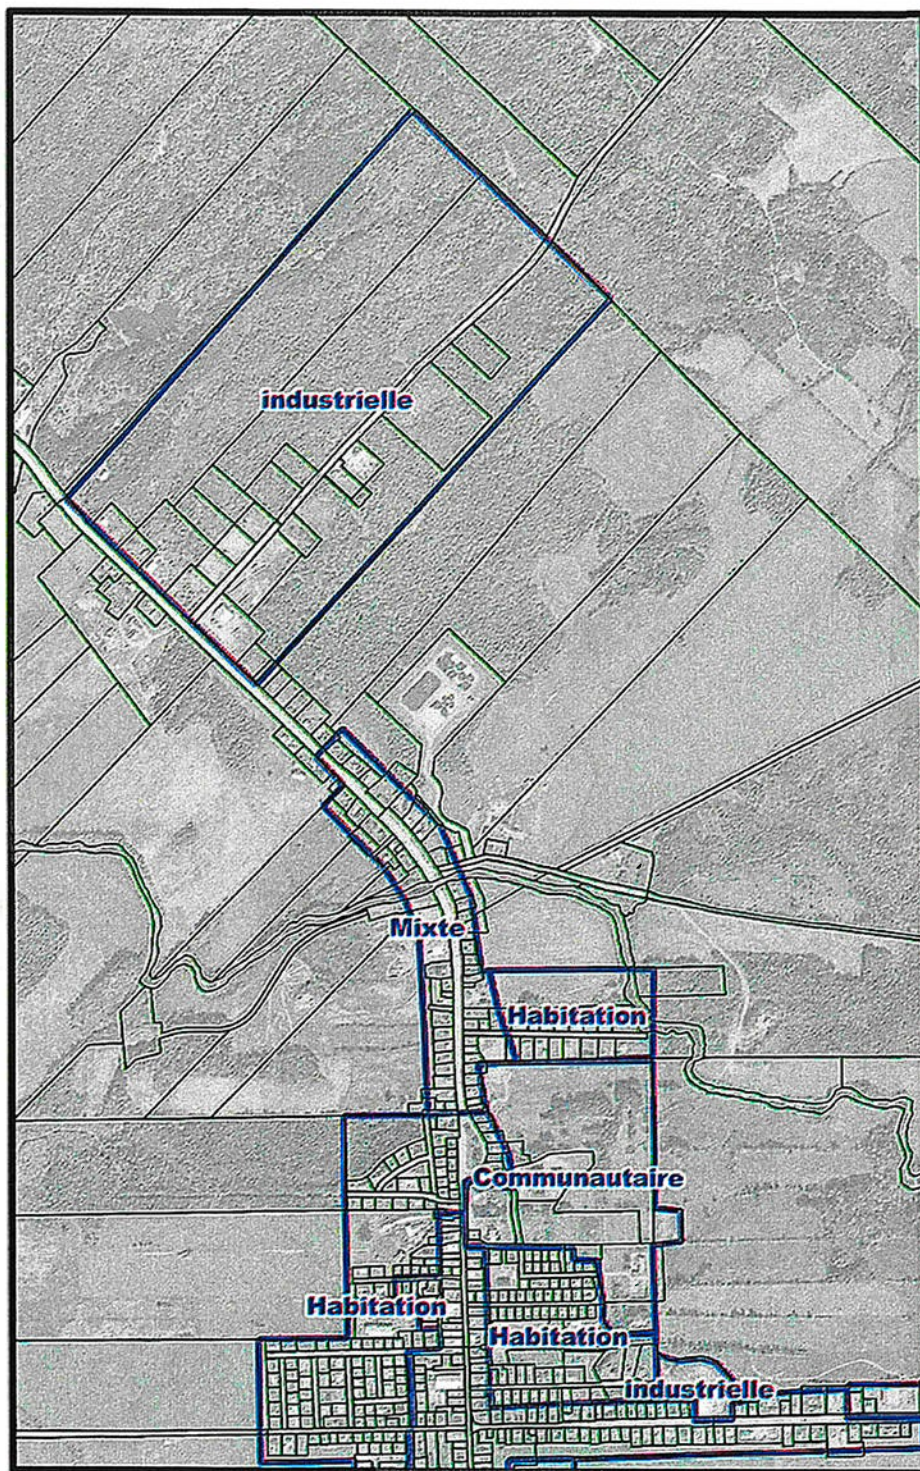 industrielle
Mixte
Habitation
Communautaire
Habitation
Habitation
industrielle